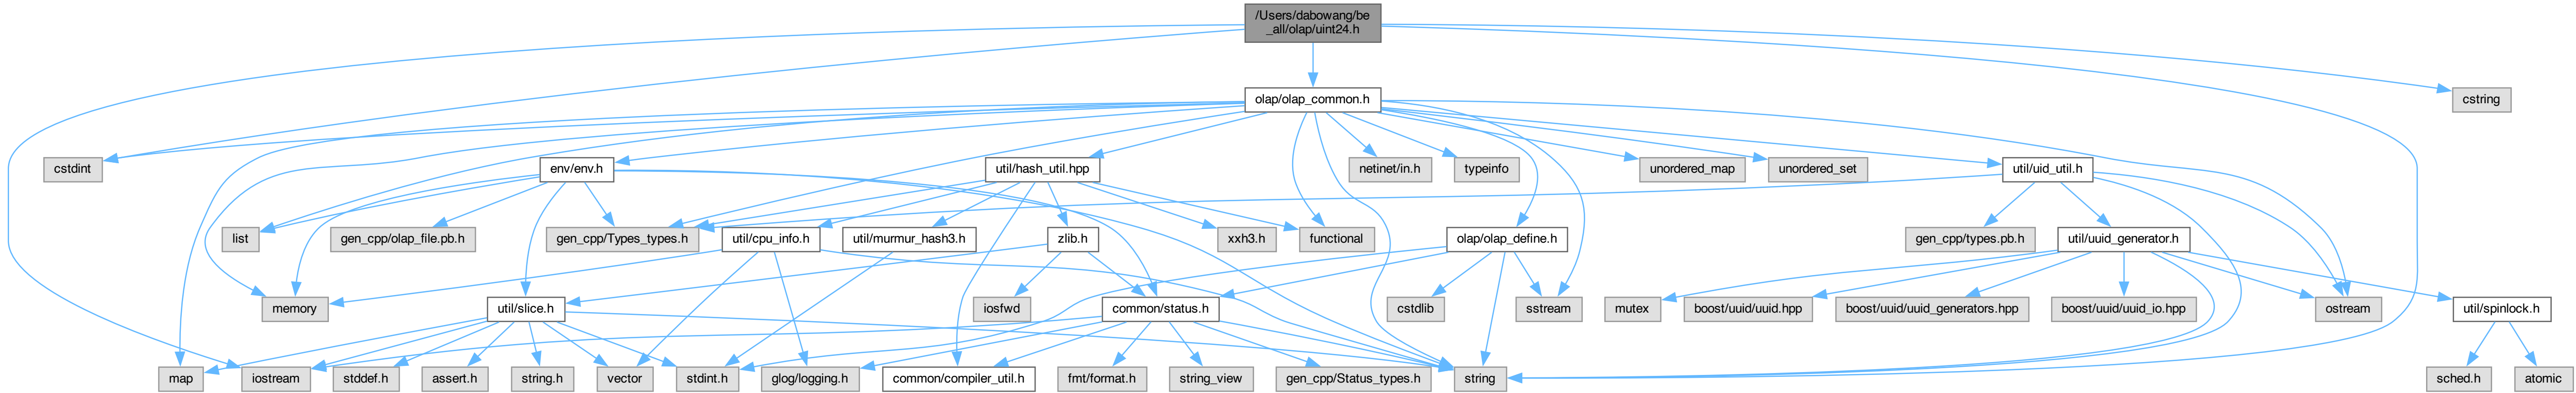 /Users/dabowang/be
_all/olap/uint24.h
olap/olap_common.h
cstring
cstdint
env/env.h
util/hash_util.hpp
netinet/in.h
typeinfo
unordered_map
unordered_set
util/uid_util.h
list
gen_cpp/olap_file.pb.h
gen_cpp/Types_types.h
util/cpu_info.h
util/murmur_hash3.h
zlib.h
xxh3.h
functional
olap/olap_define.h
gen_cpp/types.pb.h
util/uuid_generator.h
memory
util/slice.h
iosfwd
common/status.h
cstdlib
sstream
mutex
boost/uuid/uuid.hpp
boost/uuid/uuid_generators.hpp
boost/uuid/uuid_io.hpp
ostream
util/spinlock.h
map
iostream
stddef.h
assert.h
string.h
vector
stdint.h
glog/logging.h
common/compiler_util.h
fmt/format.h
string_view
gen_cpp/Status_types.h
string
sched.h
atomic